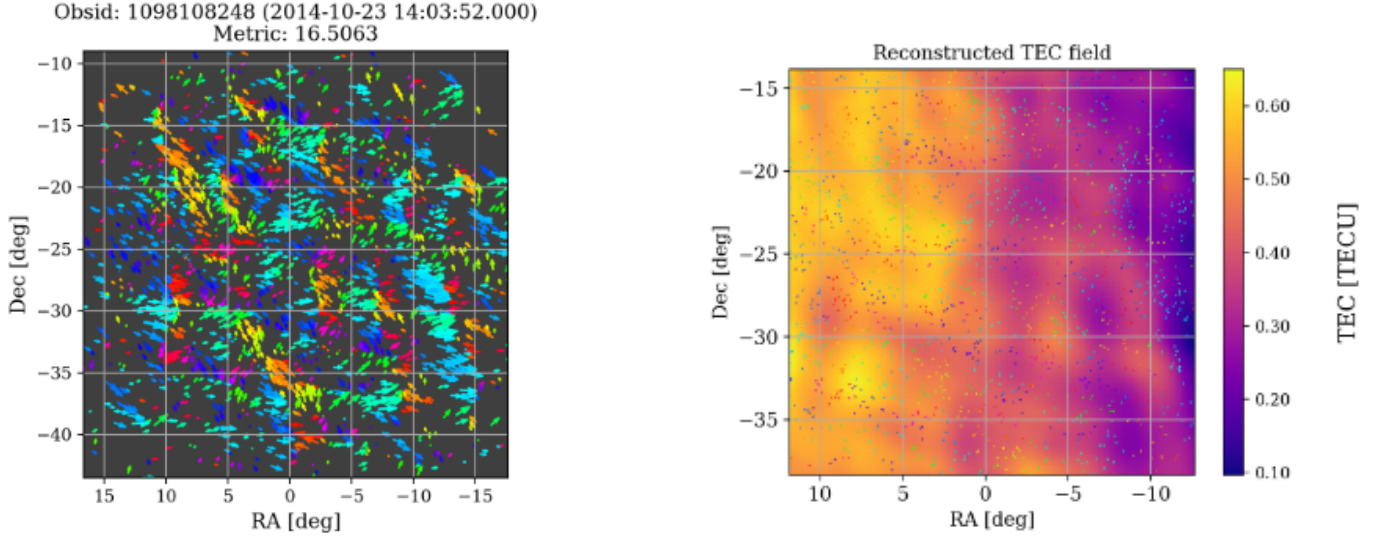 Obsid: 1098108248 (2014-10-23 14:03:52.000)
Metric: 16.5063
−10
−15
−20
−25
−30
−35
−40
Dec [deg]
15 10 5 0 −5 −10 −15
RA [deg]
Reconstructed TEC field
−15
−20
−25
−30
−35
Dec [deg]
10 5 0 −5 −10
RA [deg]
0.60
0.50
0.40
0.30
0.20
0.10
TEC [TECU]